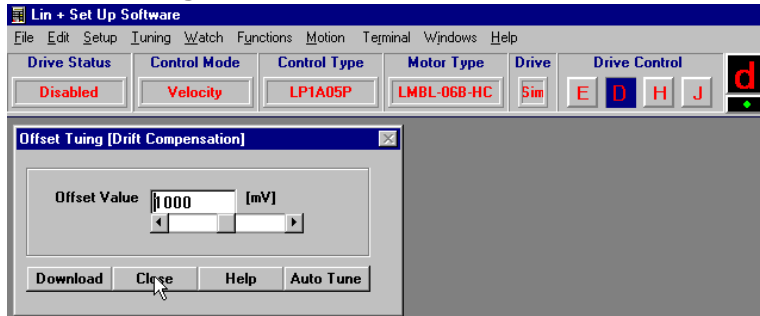 Lin + Set Up Software
File Edit Setup Tuning Watch Functions Motion Terminal Windows Help
Drive Status Control Mode Control Type Motor Type Drive Drive Control
Disabled Velocity LP1A05P LMBL-06B-HC Sim E D H J d
Offset Tuing [Drift Compensation]
Offset Value 1000 [mV]
Download Close Help Auto Tune